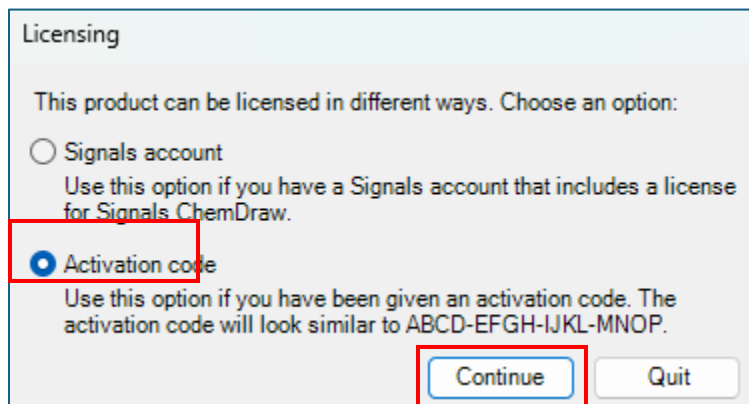 Licensing
This product can be licensed in different ways. Choose an option:
Signals account
Use this option if you have a Signals account that includes a license
for Signals ChemDraw.
Activation code
Use this option if you have been given an activation code. The
activation code will look similar to ABCD-EFGH-IJKL-MNOP.
Continue Quit